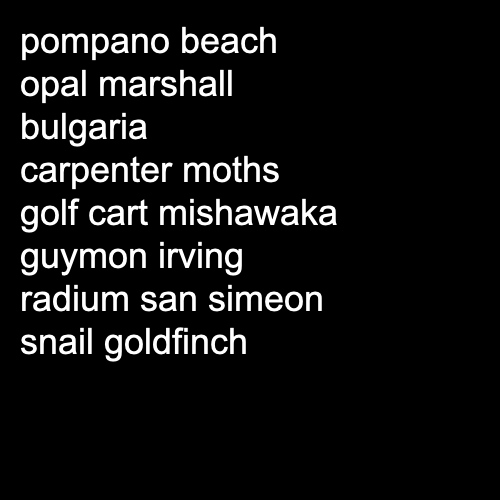 pompano beach
opal marshall
bulgaria
carpenter moths
golf cart mishawaka
guymon irving
radium san simeon
snail goldfinch